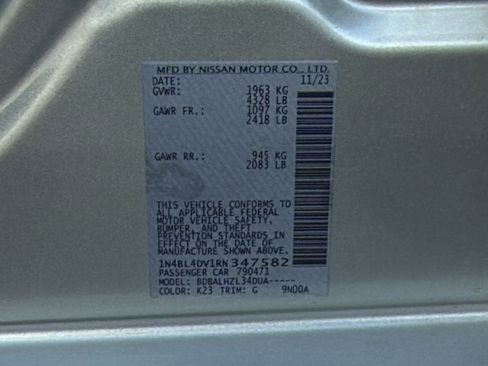 MFD BY NISSAN MOTOR CO., LTD.
DATE: 11/23
GVWR: 1963 KG
4328 LB
GAWR FR.: 1097 KG
2418 LB
GAWR RR.: 945 KG
2083 LB
THIS VEHICLE CONFORMS TO
ALL APPLICABLE FEDERAL
MOTOR VEHICLE SAFETY,
BUMPER, AND THEFT
PREVENTION STANDARDS IN
EFFECT ON THE DATE OF
MANUFACTURE SHOWN ABOVE
1N4BL4DV1RN347582
PASSENGER CAR 790471
MODEL: BDBALHZL34DUA-----
COLOR: K23 TRIM: G 9N00A